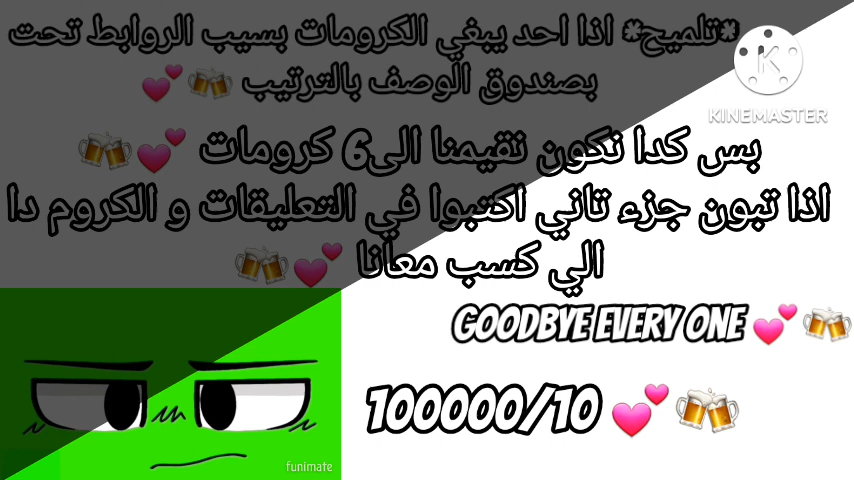 *تلميح* اذا احد يبغي الكرومات بسيب الروابط تحت
بصندوق الوصف بالترتيب 🍻💕
KINEMASTER
بس كدا نكون نقيمنا الى6 كرومات 💕🍻
اذا تبون جزء تاني اكتبوا في التعليقات و الكروم دا
الي كسب معانا 💕🍻
GOODBYE EVERY ONE 💕🍻
100000/10 💕🍻
funimate